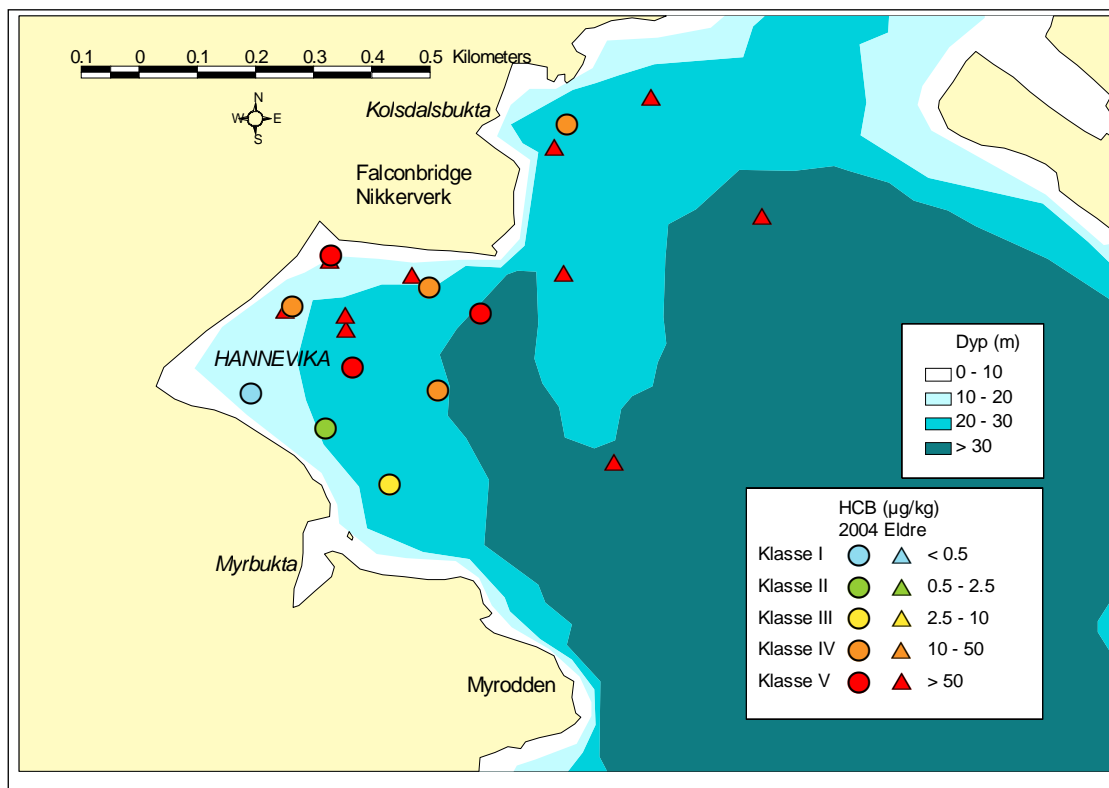 0.1 0 0.1 0.2 0.3 0.4 0.5 Kilometers
N
W E
S
Kolsdalsbukta
Falconbridge
Nikkerverk
HANNEVIKA
Myrbukta
Myrodden
Dyp (m)
0 - 10
10 - 20
20 - 30
> 30
HCB (µg/kg)
2004 Eldre
Klasse I < 0.5
Klasse II 0.5 - 2.5
Klasse III 2.5 - 10
Klasse IV 10 - 50
Klasse V > 50